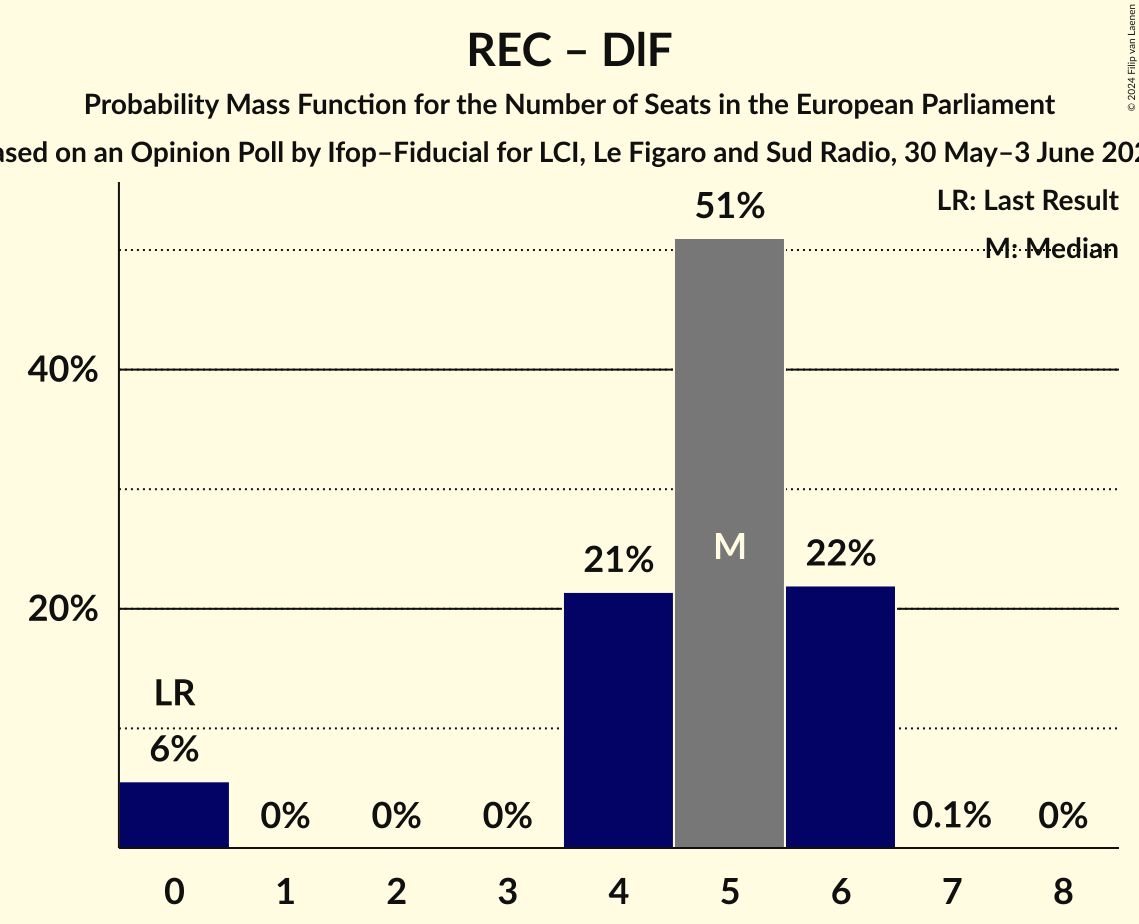 REC – DlF
Probability Mass Function for the Number of Seats in the European Parliament
on an Opinion Poll by Ifop–Fiducial for LCI, Le Figaro and Sud Radio, 30 May–3 June
© 2024 Filip van Laenen
LR: Last Result
M: Median
51%
40%
M
21%
22%
20%
LR
6%
0%
0%
0%
0.1%
0%
0
1
2
3
4
5
6
7
8